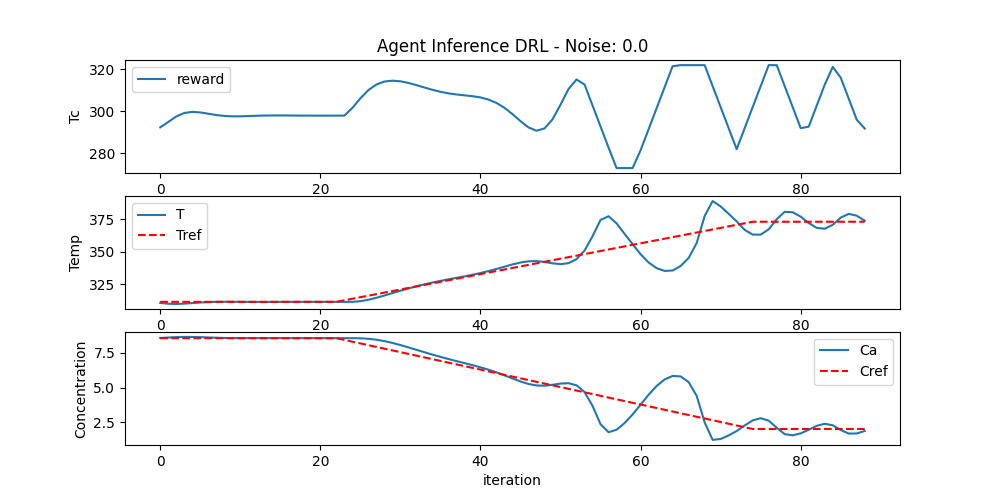 Agent Inference DRL - Noise: 0.0
320
300
280
Tc
reward
0 20 40 60 80
375
350
325
Temp
T
Tref
0 20 40 60 80
7.5
5.0
2.5
Concentration
Ca
Cref
0 20 40 60 80
iteration